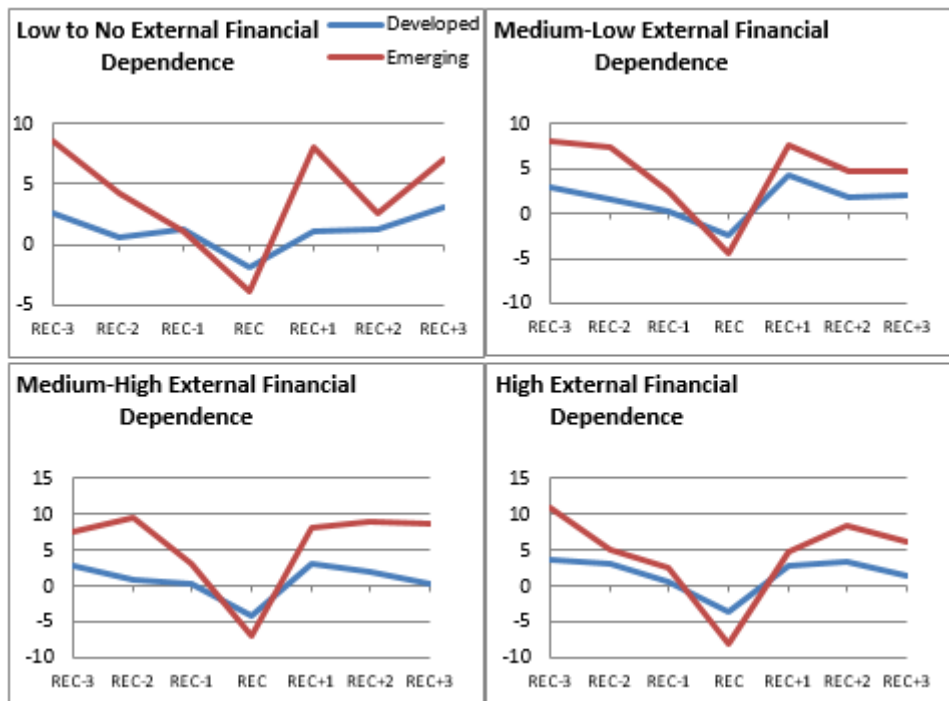 Low to No External Financial
Dependence
Developed
Emerging
10
5
0
-5
REC-3 REC-2 REC-1 REC REC+1 REC+2 REC+3
Medium-Low External Financial
Dependence
10
5
0
-5
-10
REC-3 REC-2 REC-1 REC REC+1 REC+2 REC+3
Medium-High External Financial
Dependence
15
10
5
0
-5
-10
REC-3 REC-2 REC-1 REC REC+1 REC+2 REC+3
High External Financial
Dependence
15
10
5
0
-5
-10
REC-3 REC-2 REC-1 REC REC+1 REC+2 REC+3